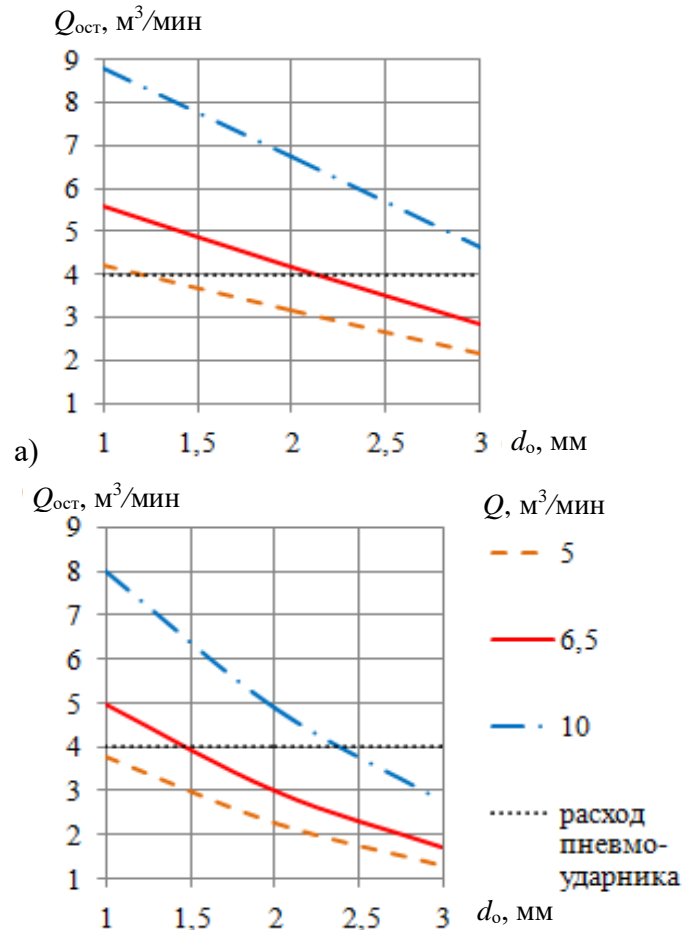 Qост, м³/мин
9
8
7
6
5
4
3
2
1
1 1,5 2 2,5 3 dо, мм
а)
Qост, м³/мин
9
8
7
6
5
4
3
2
1
1 1,5 2 2,5 3 dо, мм
Q, м³/мин
5
6,5
10
расход
пневмо-
ударника